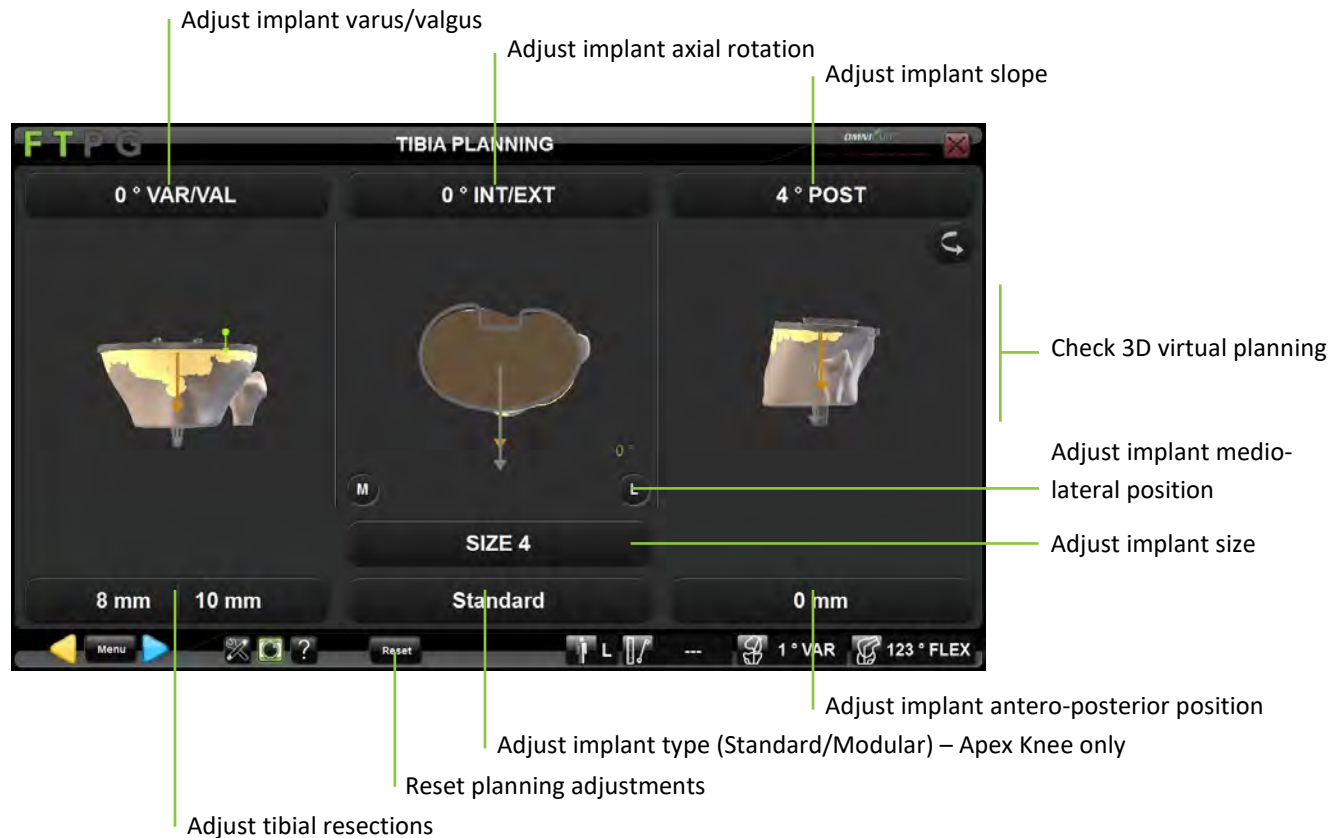 Adjust implant varus/valgus
Adjust implant axial rotation
Adjust implant slope
F T P G
TIBIA PLANNING
0 ° VAR/VAL
0 ° INT/EXT
4 ° POST
Check 3D virtual planning
0 °
Adjust implant medio-
lateral position
M
L
SIZE 4
Adjust implant size
8 mm
10 mm
Standard
0 mm
Menu
?
Reset
L
---
1 ° VAR
123 ° FLEX
Adjust implant antero-posterior position
Adjust implant type (Standard/Modular) – Apex Knee only
Reset planning adjustments
Adjust tibial resections